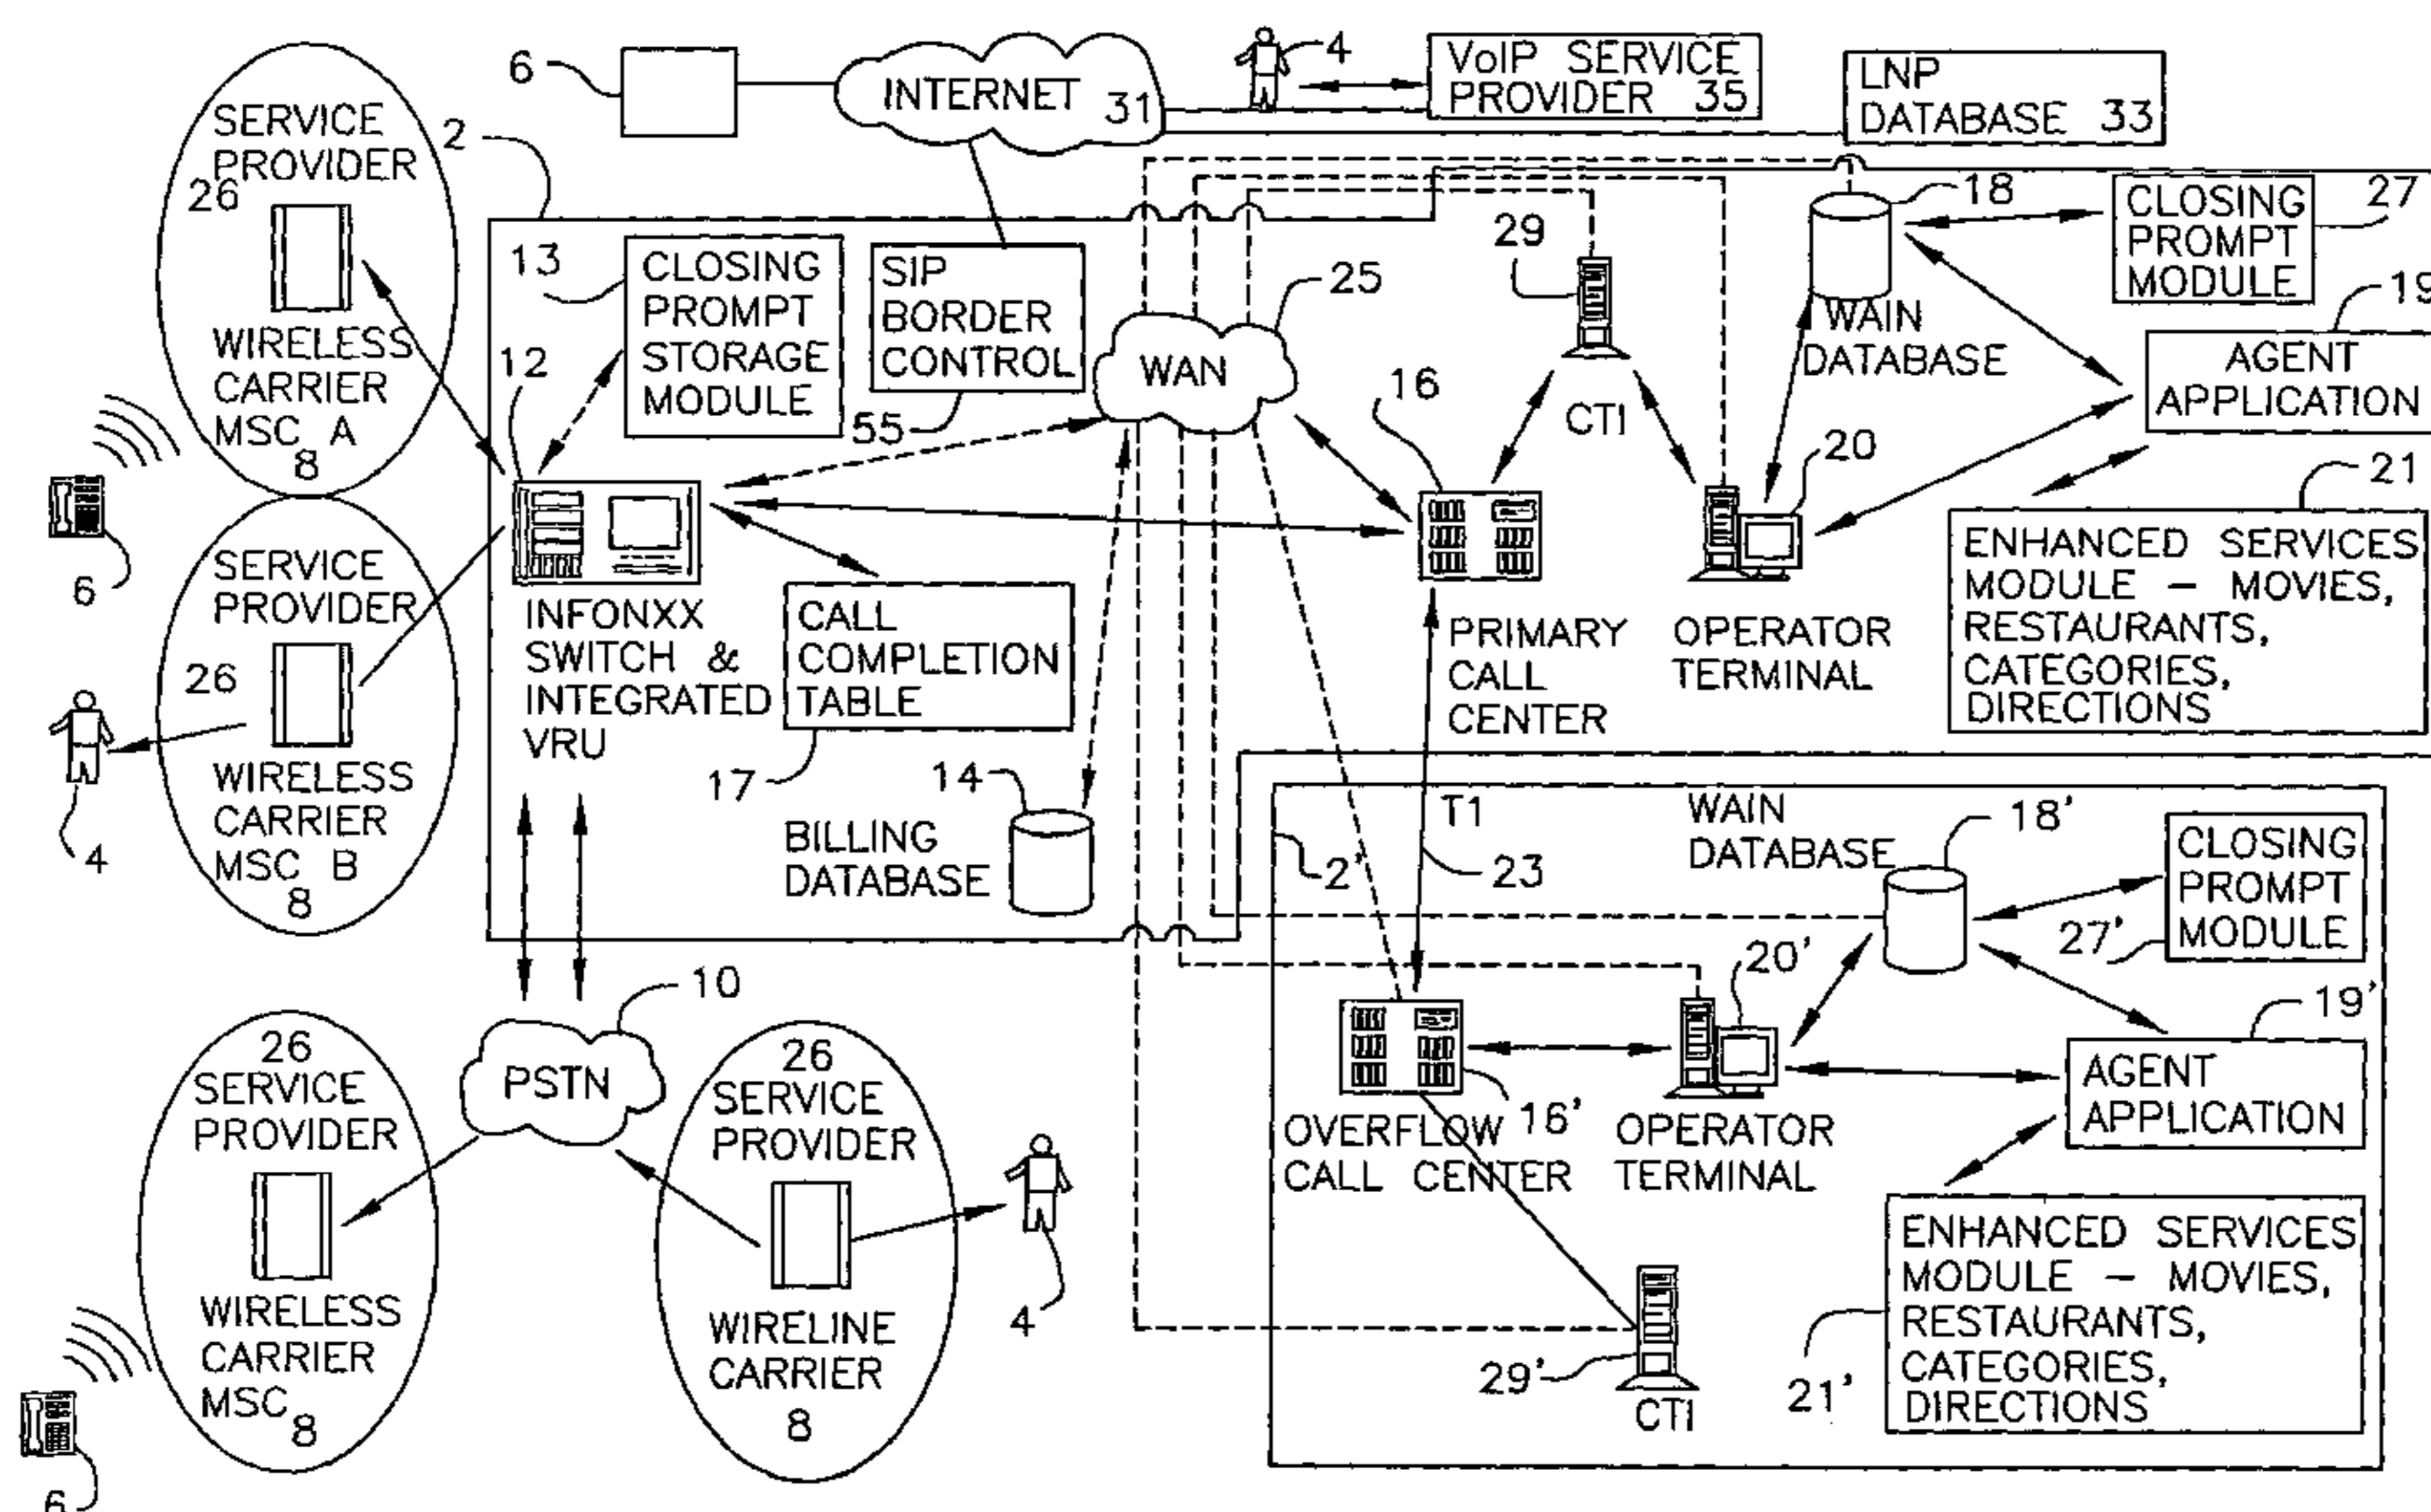 6
INTERNET 31
4
VoIP SERVICE
PROVIDER 35
LNP
DATABASE 33
SERVICE
PROVIDER
26
WIRELESS
CARRIER
MSC A
8
6
SERVICE
PROVIDER
26
WIRELESS
CARRIER
MSC B
8
4
2
13
CLOSING
PROMPT
STORAGE
MODULE
SIP
BORDER
CONTROL
55
12
INFONXX
SWITCH &
INTEGRATED
VRU
CALL
COMPLETION
TABLE
17
14
BILLING
DATABASE
WAN
25
29
CTI
16
PRIMARY
CALL
CENTER
20
OPERATOR
TERMINAL
18
WAIN
DATABASE
CLOSING
PROMPT
MODULE
27
19
AGENT
APPLICATION
21
ENHANCED SERVICES
MODULE – MOVIES,
RESTAURANTS,
CATEGORIES,
DIRECTIONS
T1
23
2'
WAIN
DATABASE
18'
CLOSING
PROMPT
MODULE
27'
20'
19'
AGENT
APPLICATION
OVERFLOW
CALL CENTER
16'
OPERATOR
TERMINAL
29'
CTI
21'
ENHANCED SERVICES
MODULE – MOVIES,
RESTAURANTS,
CATEGORIES,
DIRECTIONS
10
PSTN
26
SERVICE
PROVIDER
WIRELESS
CARRIER
MSC
8
6
26
SERVICE
PROVIDER
WIRELINE
CARRIER
8
4